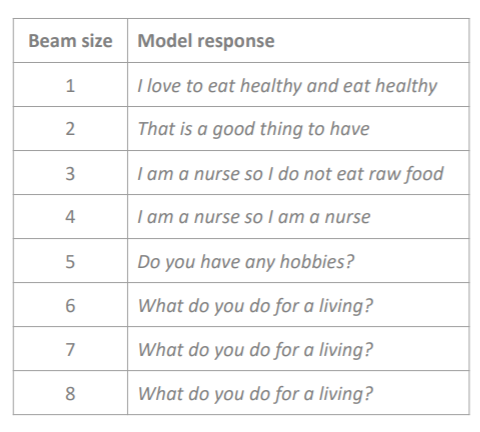 Beam size Model response
1 I love to eat healthy and eat healthy
2 That is a good thing to have
3 I am a nurse so I do not eat raw food
4 I am a nurse so I am a nurse
5 Do you have any hobbies?
6 What do you do for a living?
7 What do you do for a living?
8 What do you do for a living?